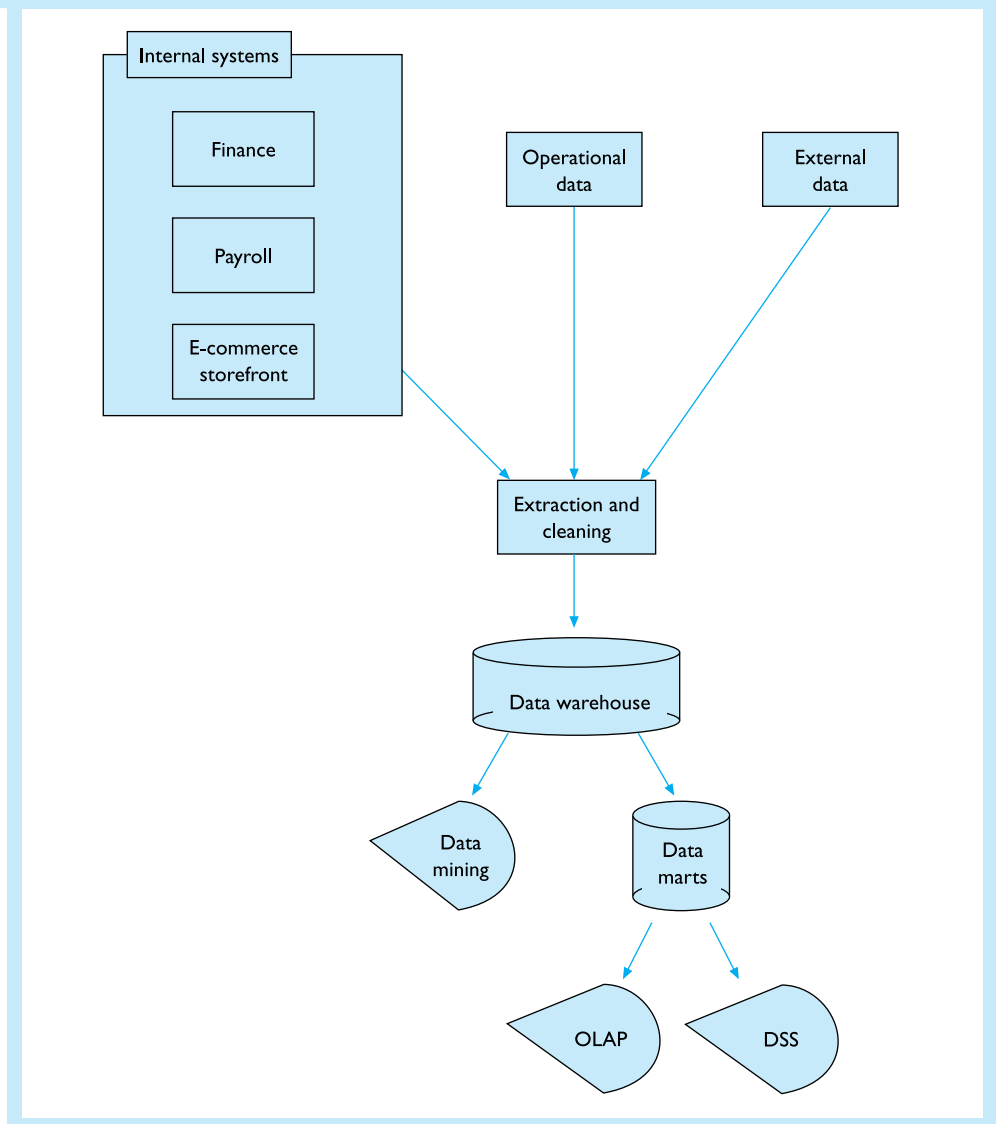 Internal systems
Finance
Payroll
E-commerce
storefront
Operational
data
External
data
Extraction and
cleaning
Data warehouse
Data
mining
Data
marts
OLAP
DSS